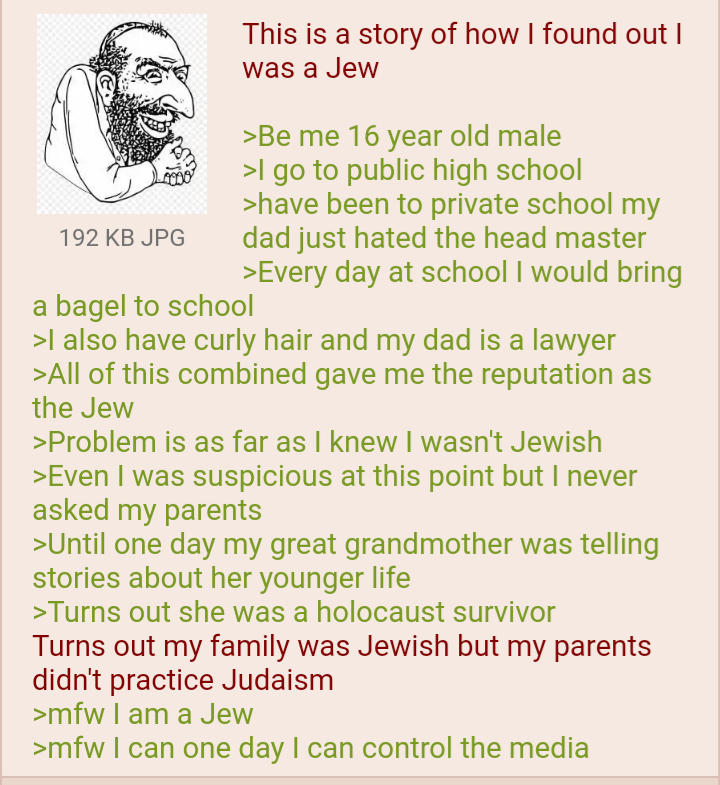 This is a story of how I found out I
was a Jew
>Be me 16 year old male
>I go to public high school
>have been to private school my
dad just hated the head master
>Every day at school I would bring
a bagel to school
>I also have curly hair and my dad is a lawyer
>All of this combined gave me the reputation as
the Jew
>Problem is as far as I knew I wasn't Jewish
>Even I was suspicious at this point but I never
asked my parents
>Until one day my great grandmother was telling
stories about her younger life
>Turns out she was a holocaust survivor
Turns out my family was Jewish but my parents
didn't practice Judaism
>mfw I am a Jew
>mfw I can one day I can control the media
192 KB JPG